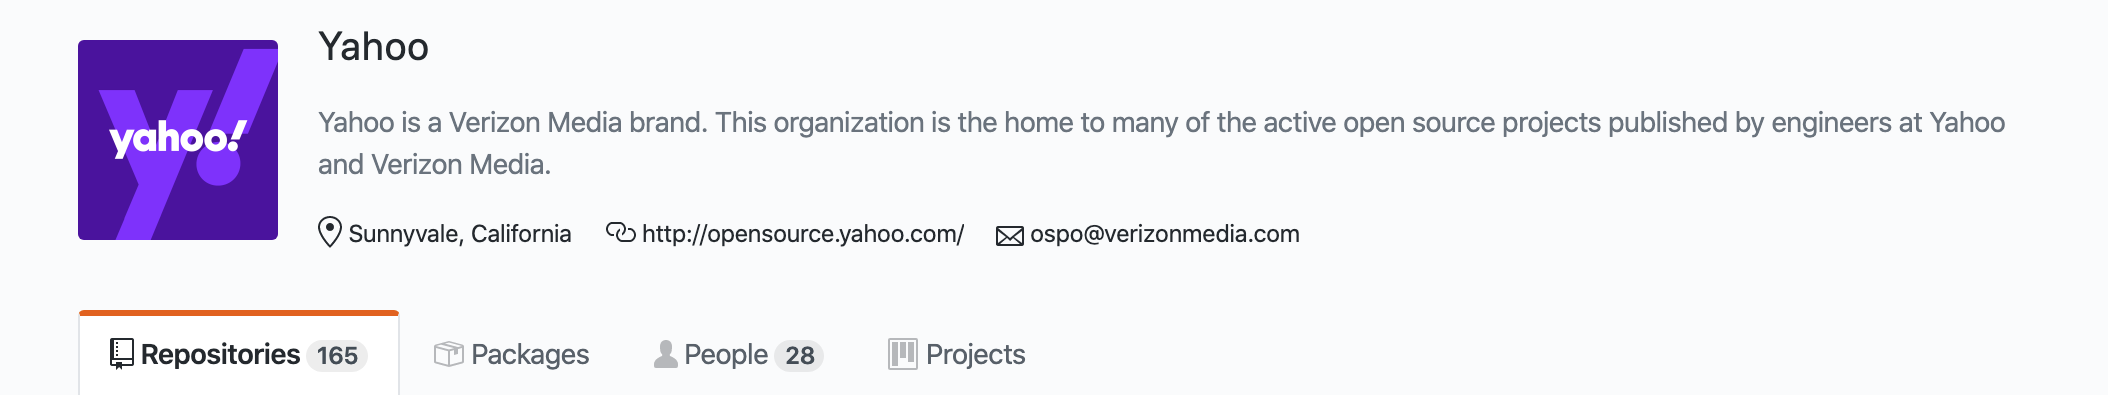 Yahoo
yahoo!
Yahoo is a Verizon Media brand. This organization is the home to many of the active open source projects published by engineers at Yahoo
and Verizon Media.
Sunnyvale, California http://opensource.yahoo.com/ ospo@verizonmedia.com
Repositories 165 Packages People 28 Projects